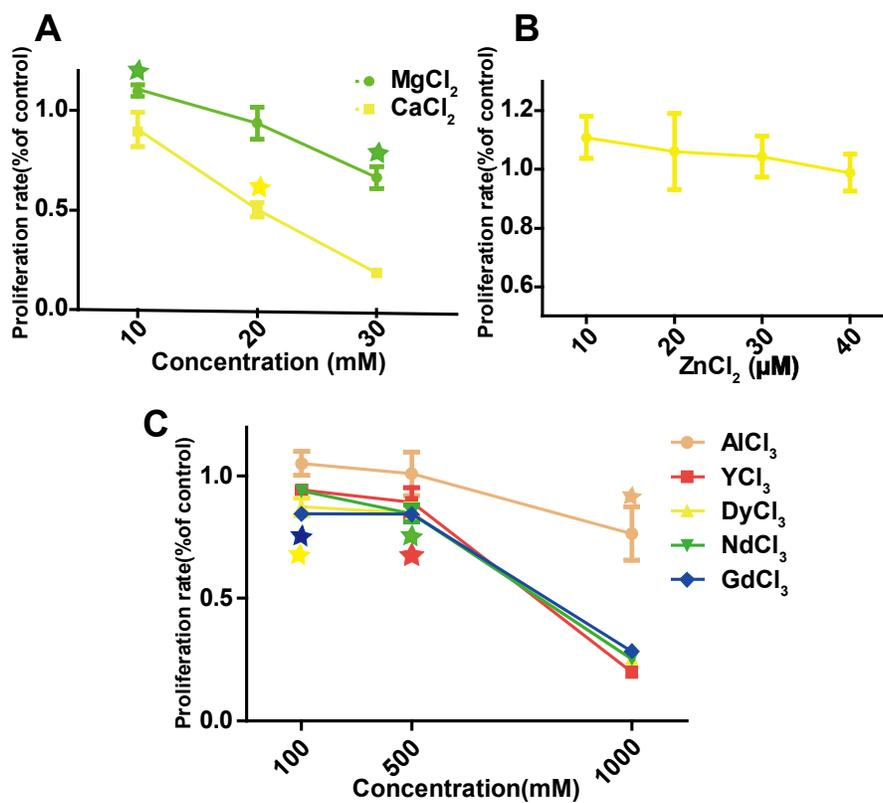 A
Proliferation rate(%of control)
1.0
0.5
0.0
10
20
30
Concentration (mM)
MgCl₂
CaCl₂
B
Proliferation rate(%of control)
1.2
1.0
0.8
0.6
10
20
30
40
ZnCl₂ (µM)
C
Proliferation rate(%of control)
1.0
0.5
0.0
100
500
1000
Concentration(mM)
AlCl₃
YCl₃
DyCl₃
NdCl₃
GdCl₃